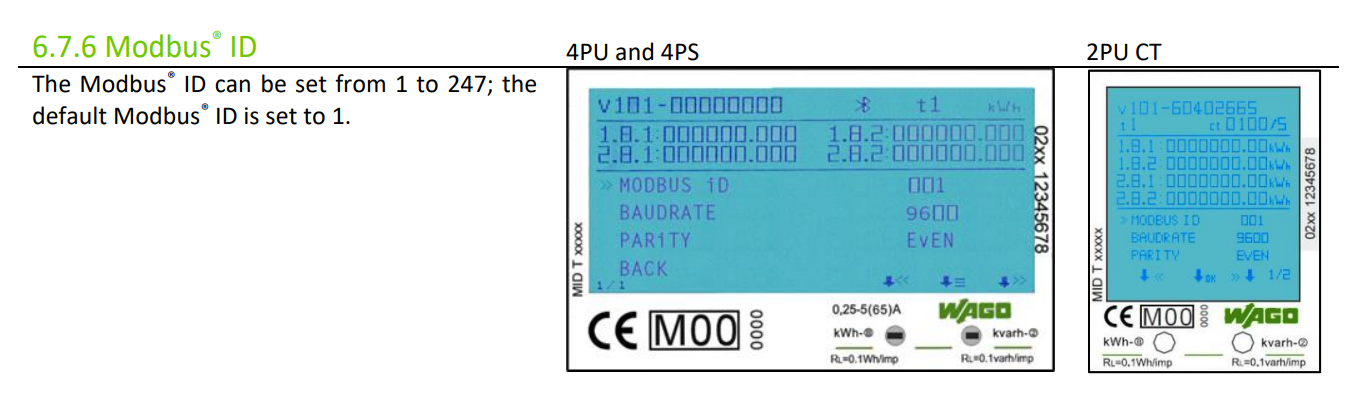 6.7.6 Modbus® ID
The Modbus® ID can be set from 1 to 247; the
default Modbus® ID is set to 1.
4PU and 4PS
v101-00000000 t1 kWh
1.8.1:000000.000 1.8.2:000000.000
2.8.1:000000.000 2.8.2:000000.000
» MODBUS iD 001
BAUDRATE 9600
PARiTY EvEN
BACK
1/1 << ≡ >>
MID T xxxxx
02xx 12345678
CE M00 0000
0,25-5(65)A WAGO
kWh-① kvarh-②
RL=0.1Wh/imp RL=0.1varh/imp
2PU CT
v101-60402665
t1 ct 0100/5
1.8.1:0000000.00kWh
1.8.2:0000000.00kWh
2.8.1:0000000.00kWh
2.8.2:0000000.00kWh
» MODBUS ID 001
BAUDRATE 9600
PARITY EVEN
« OK » 1/2
MID T xxxxx
02xx 12345678
CE M00 0000 WAGO
kWh-① kvarh-②
RL=0.1Wh/imp RL=0.1varh/imp